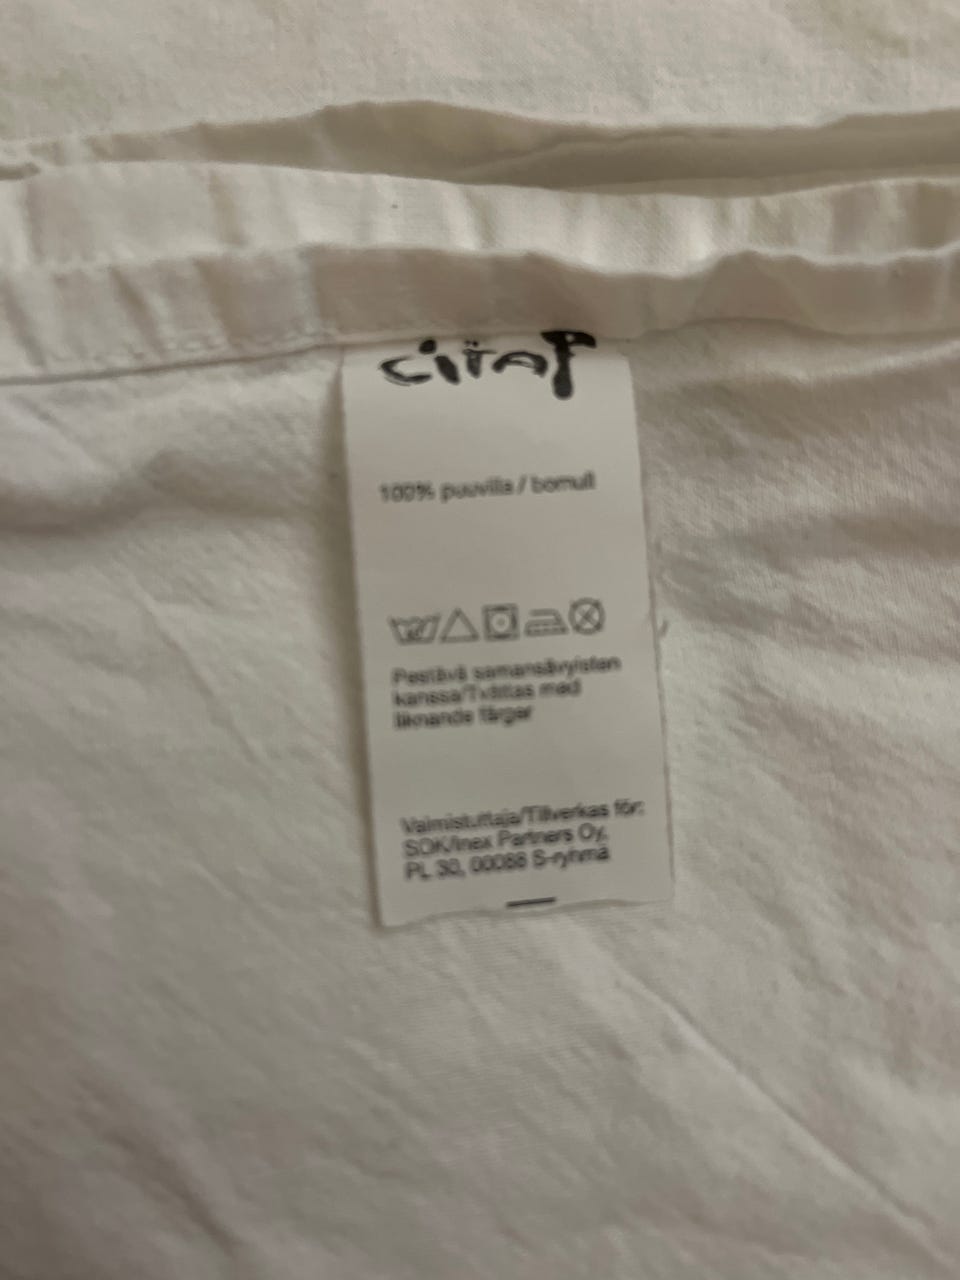 100% puuvilla / bomull
Pestävä samansävyisten
kanssa/Tvättas med
liknande färger
Valmistuttaja/Tillverkas för:
SOK/Inex Partners Oy,
PL 30, 00088 S-ryhmä